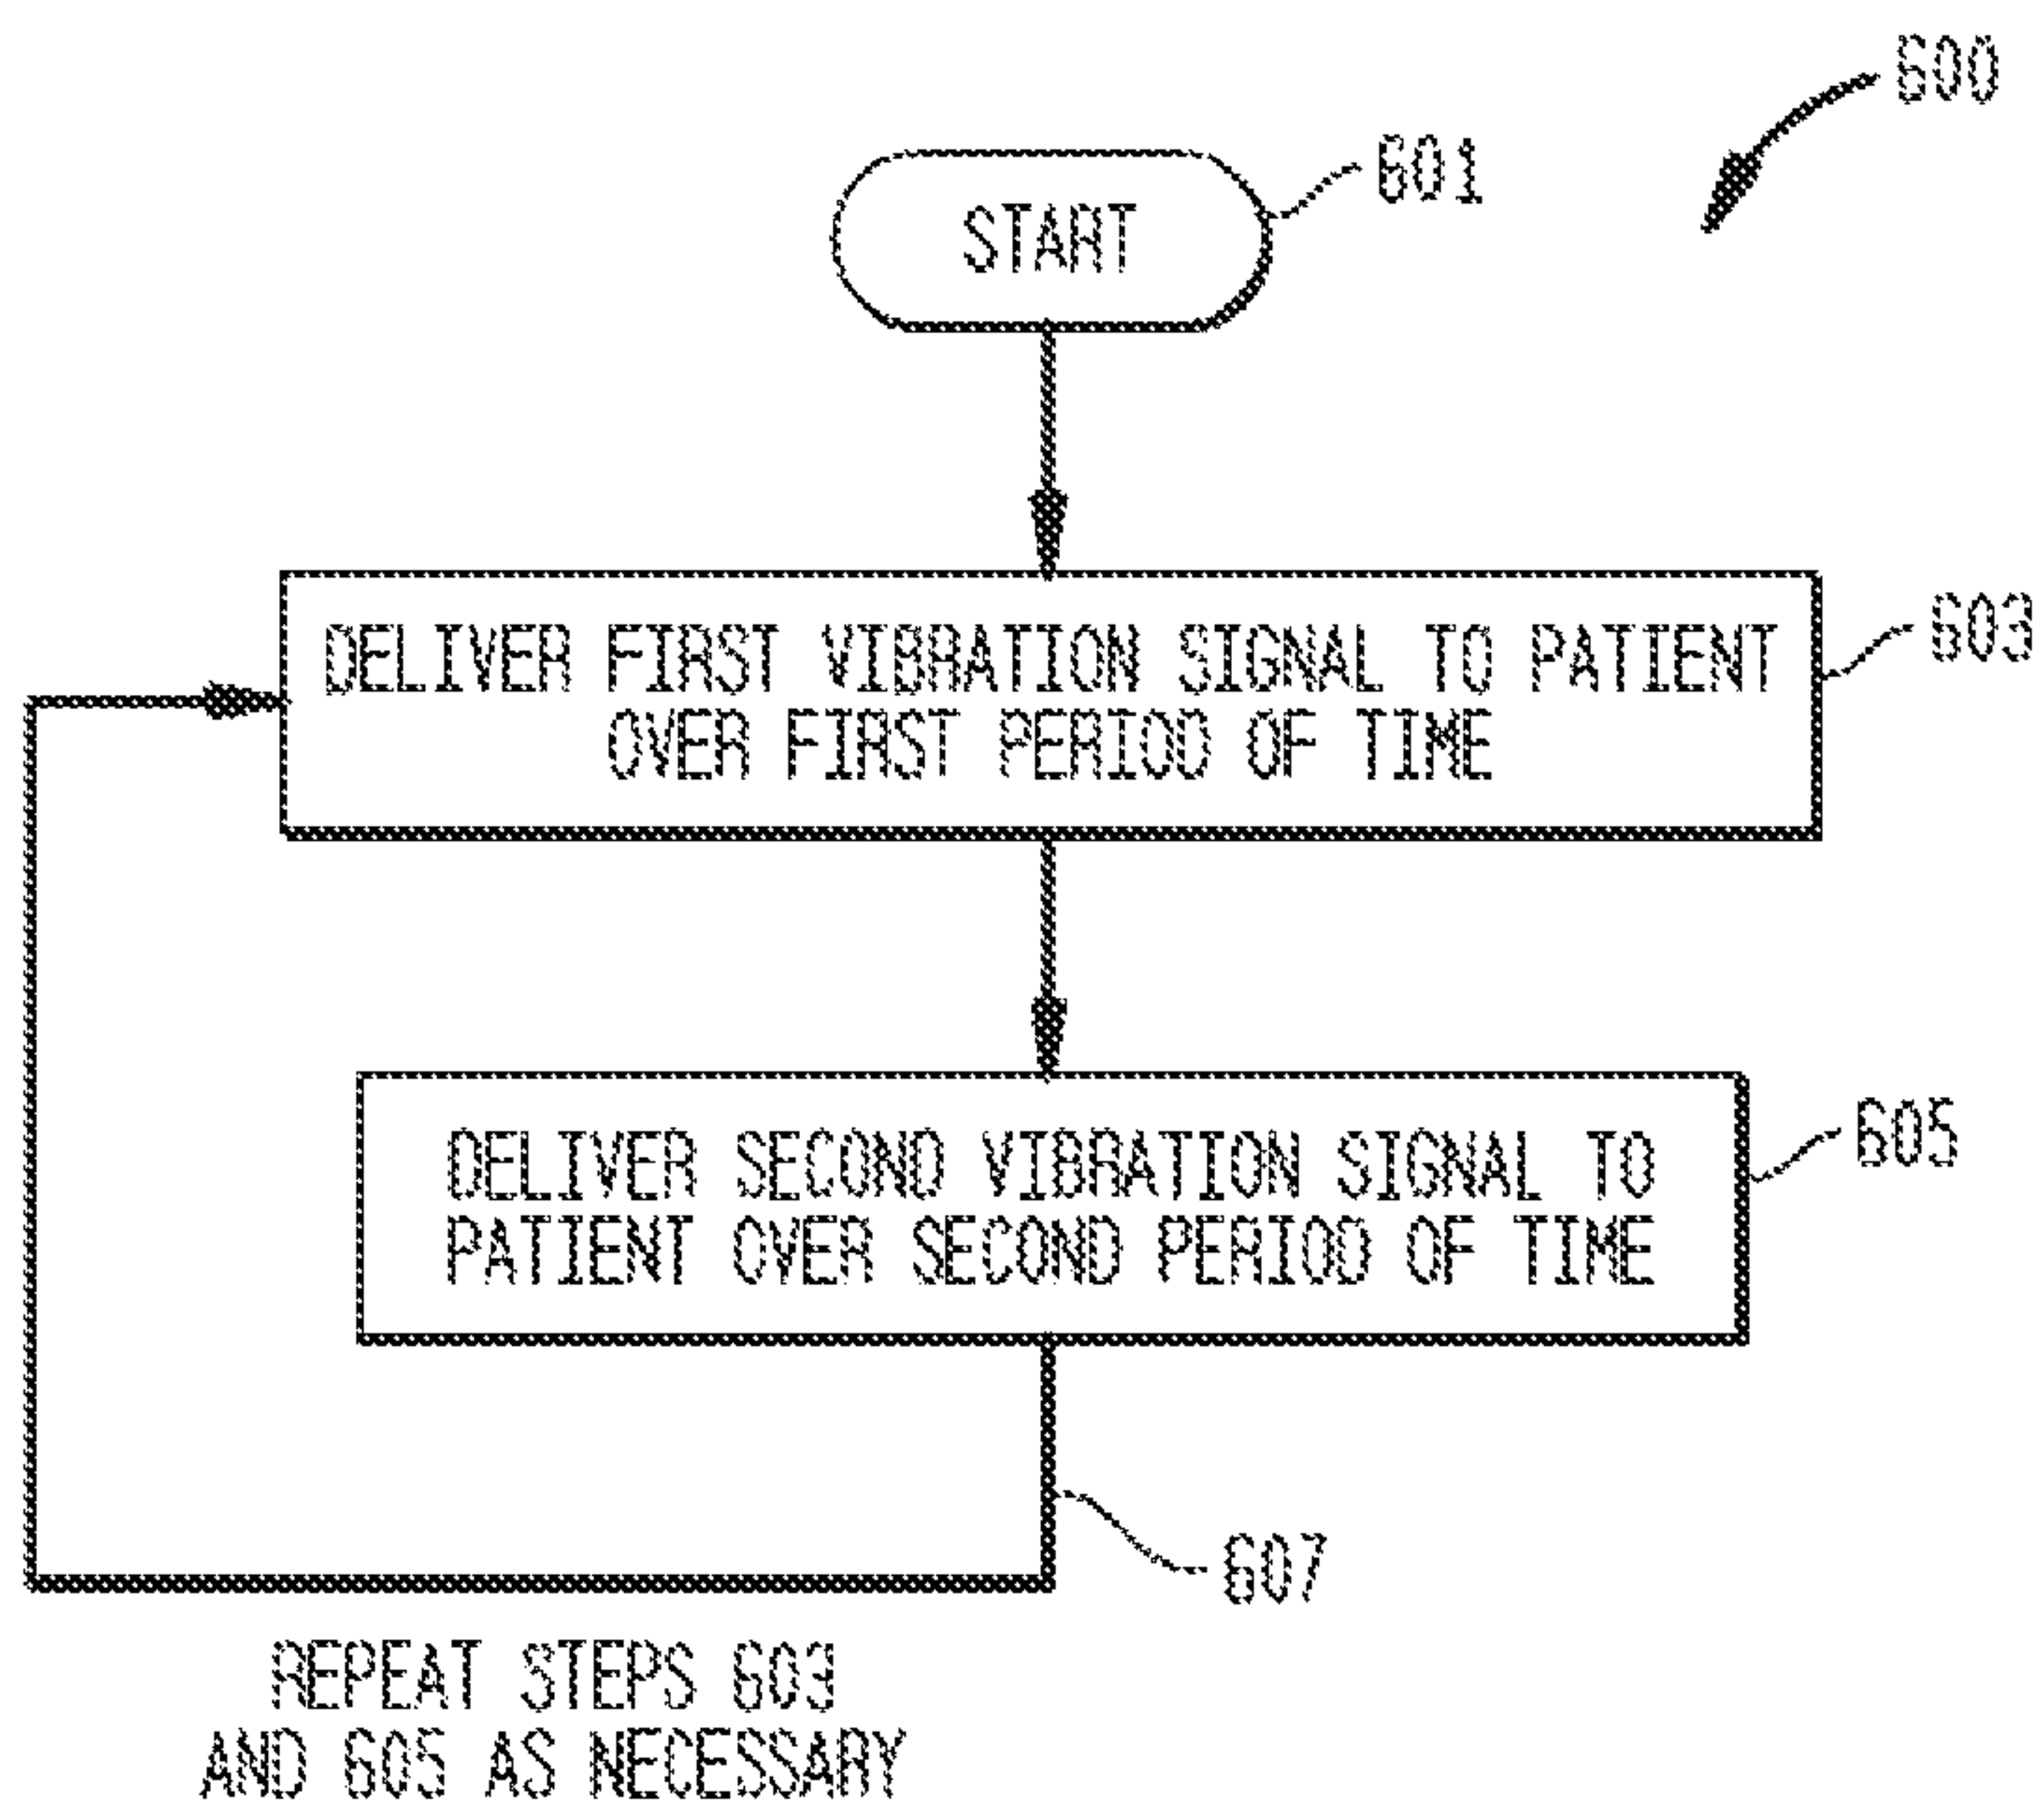 600
START
601
DELIVER FIRST VIBRATION SIGNAL TO PATIENT
OVER FIRST PERIOD OF TIME
603
DELIVER SECOND VIBRATION SIGNAL TO
PATIENT OVER SECOND PERIOD OF TIME
605
607
REPEAT STEPS 603
AND 605 AS NECESSARY